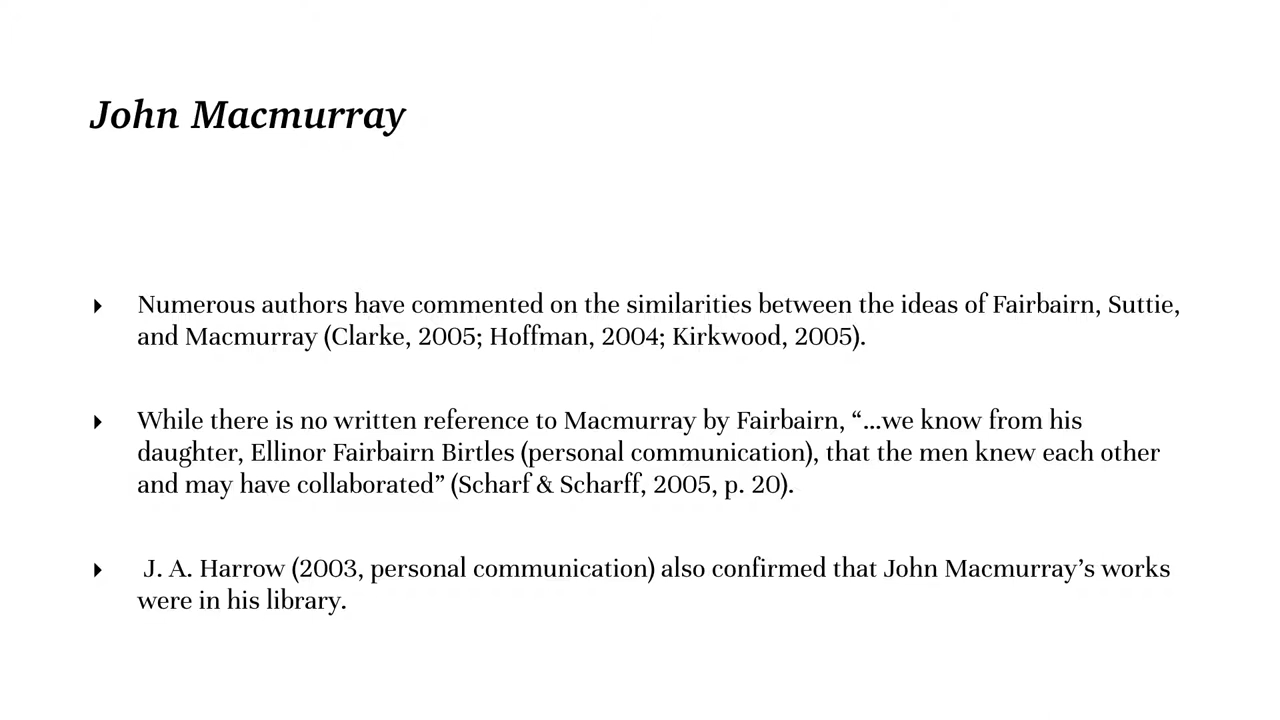 John Macmurray
Numerous authors have commented on the similarities between the ideas of Fairbairn, Suttie,
and Macmurray (Clarke, 2005; Hoffman, 2004; Kirkwood, 2005).
While there is no written reference to Macmurray by Fairbairn, “...we know from his
daughter, Ellinor Fairbairn Birtles (personal communication), that the men knew each other
and may have collaborated” (Scharf & Scharff, 2005, p. 20).
J. A. Harrow (2003, personal communication) also confirmed that John Macmurray’s works
were in his library.